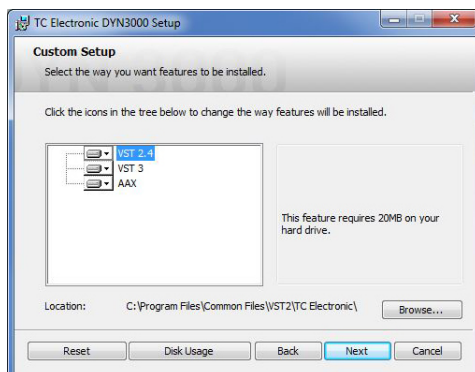 TC Electronic DYN3000 Setup
Custom Setup
Select the way you want features to be installed.
DYN 3000
Click the icons in the tree below to change the way features will be installed.
VST 2.4
VST 3
AAX
This feature requires 20MB on your
hard drive.
Location: C:\Program Files\Common Files\VST2\TC Electronic\ Browse...
Reset Disk Usage Back Next Cancel